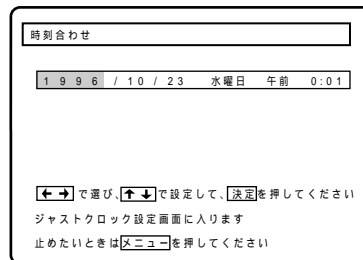 時刻合わせ
1996 / 10 / 23 水曜日 午前 0:01
← → で選び、↑ ↓ で設定して、決定を押してください
ジャストクロック設定画面に入ります
止めたいときはメニューを押してください